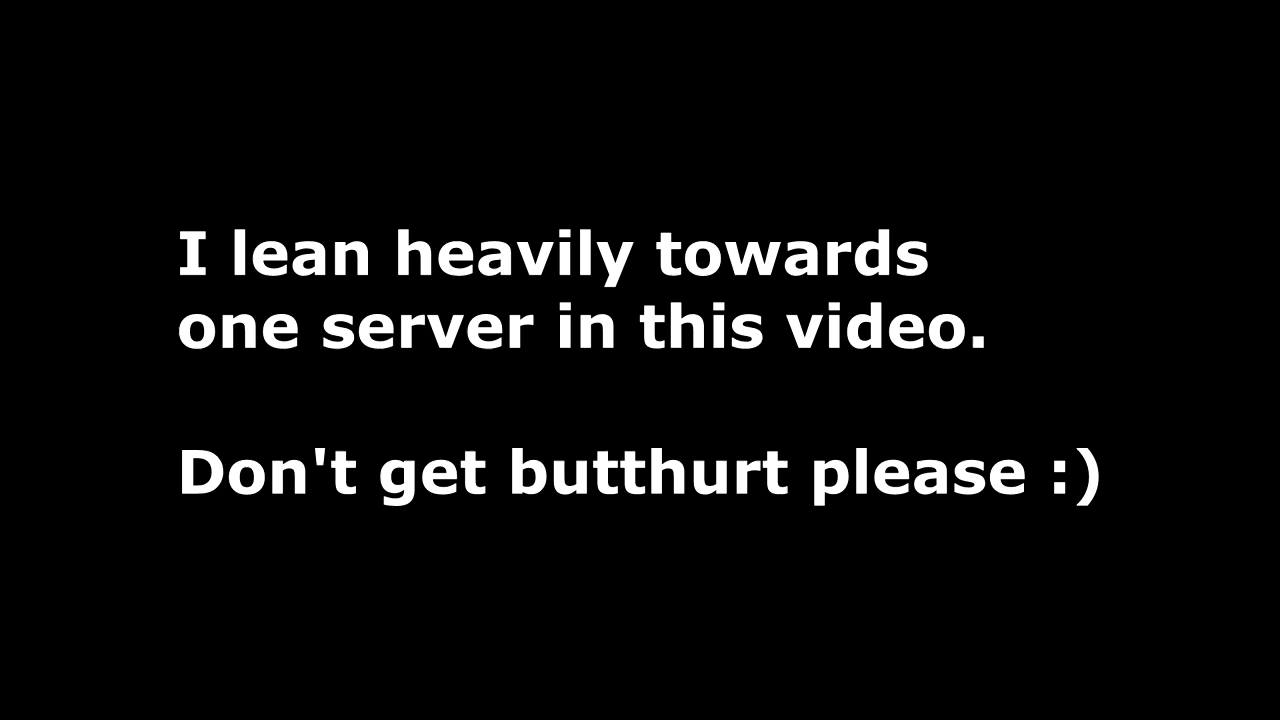 I lean heavily towards
one server in this video.
Don't get butthurt please :)